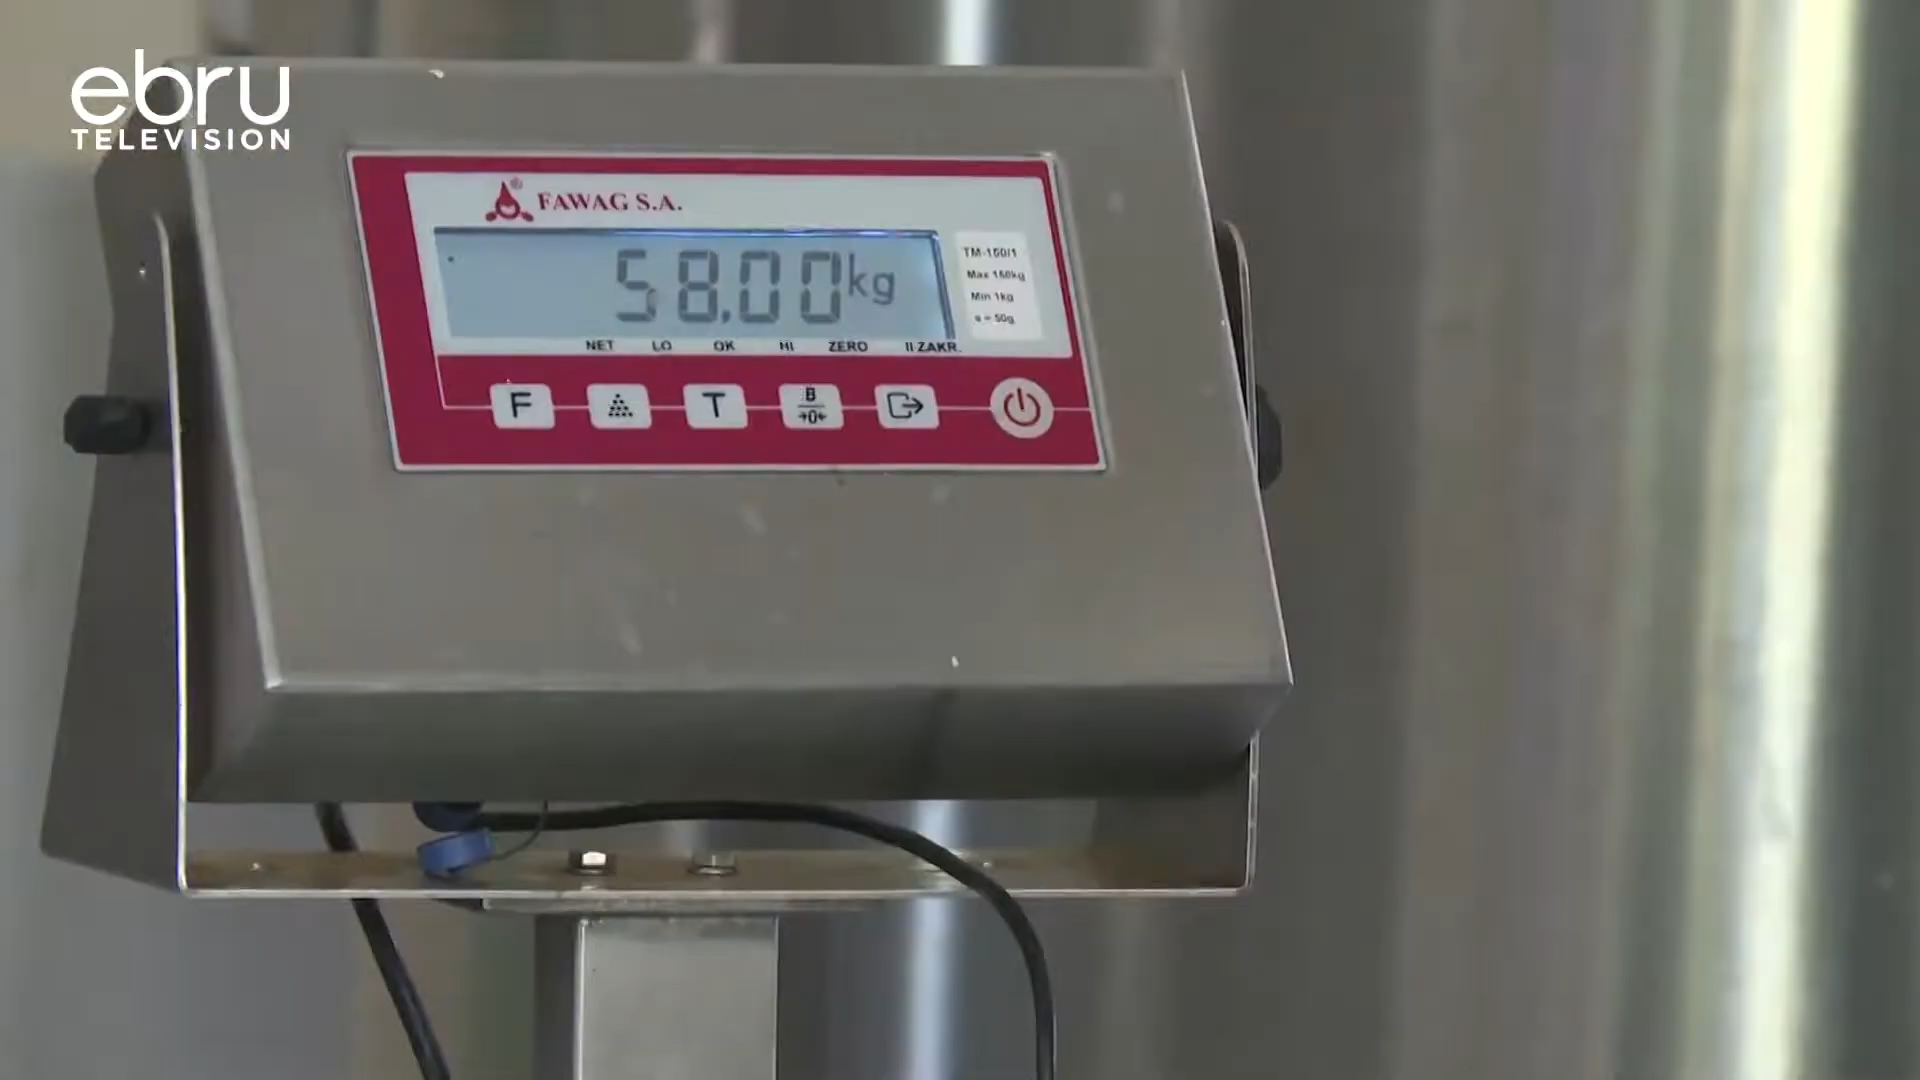 ebru
TELEVISION
FAWAG S.A.
58.00kg
TM-150/1
Max 150kg
Min 1kg
e = 50g
NET LO OK HI ZERO II ZAKR.
F T B →0←